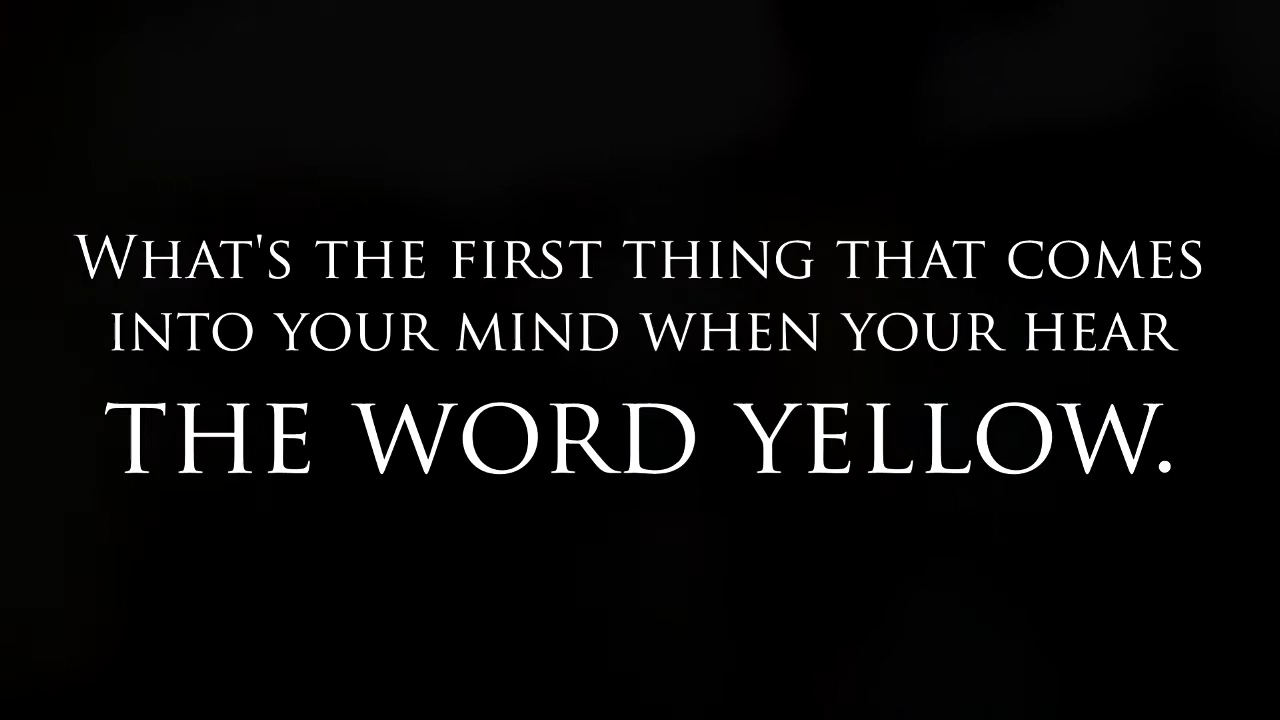 What's the first thing that comes
into your mind when your hear
the word yellow.